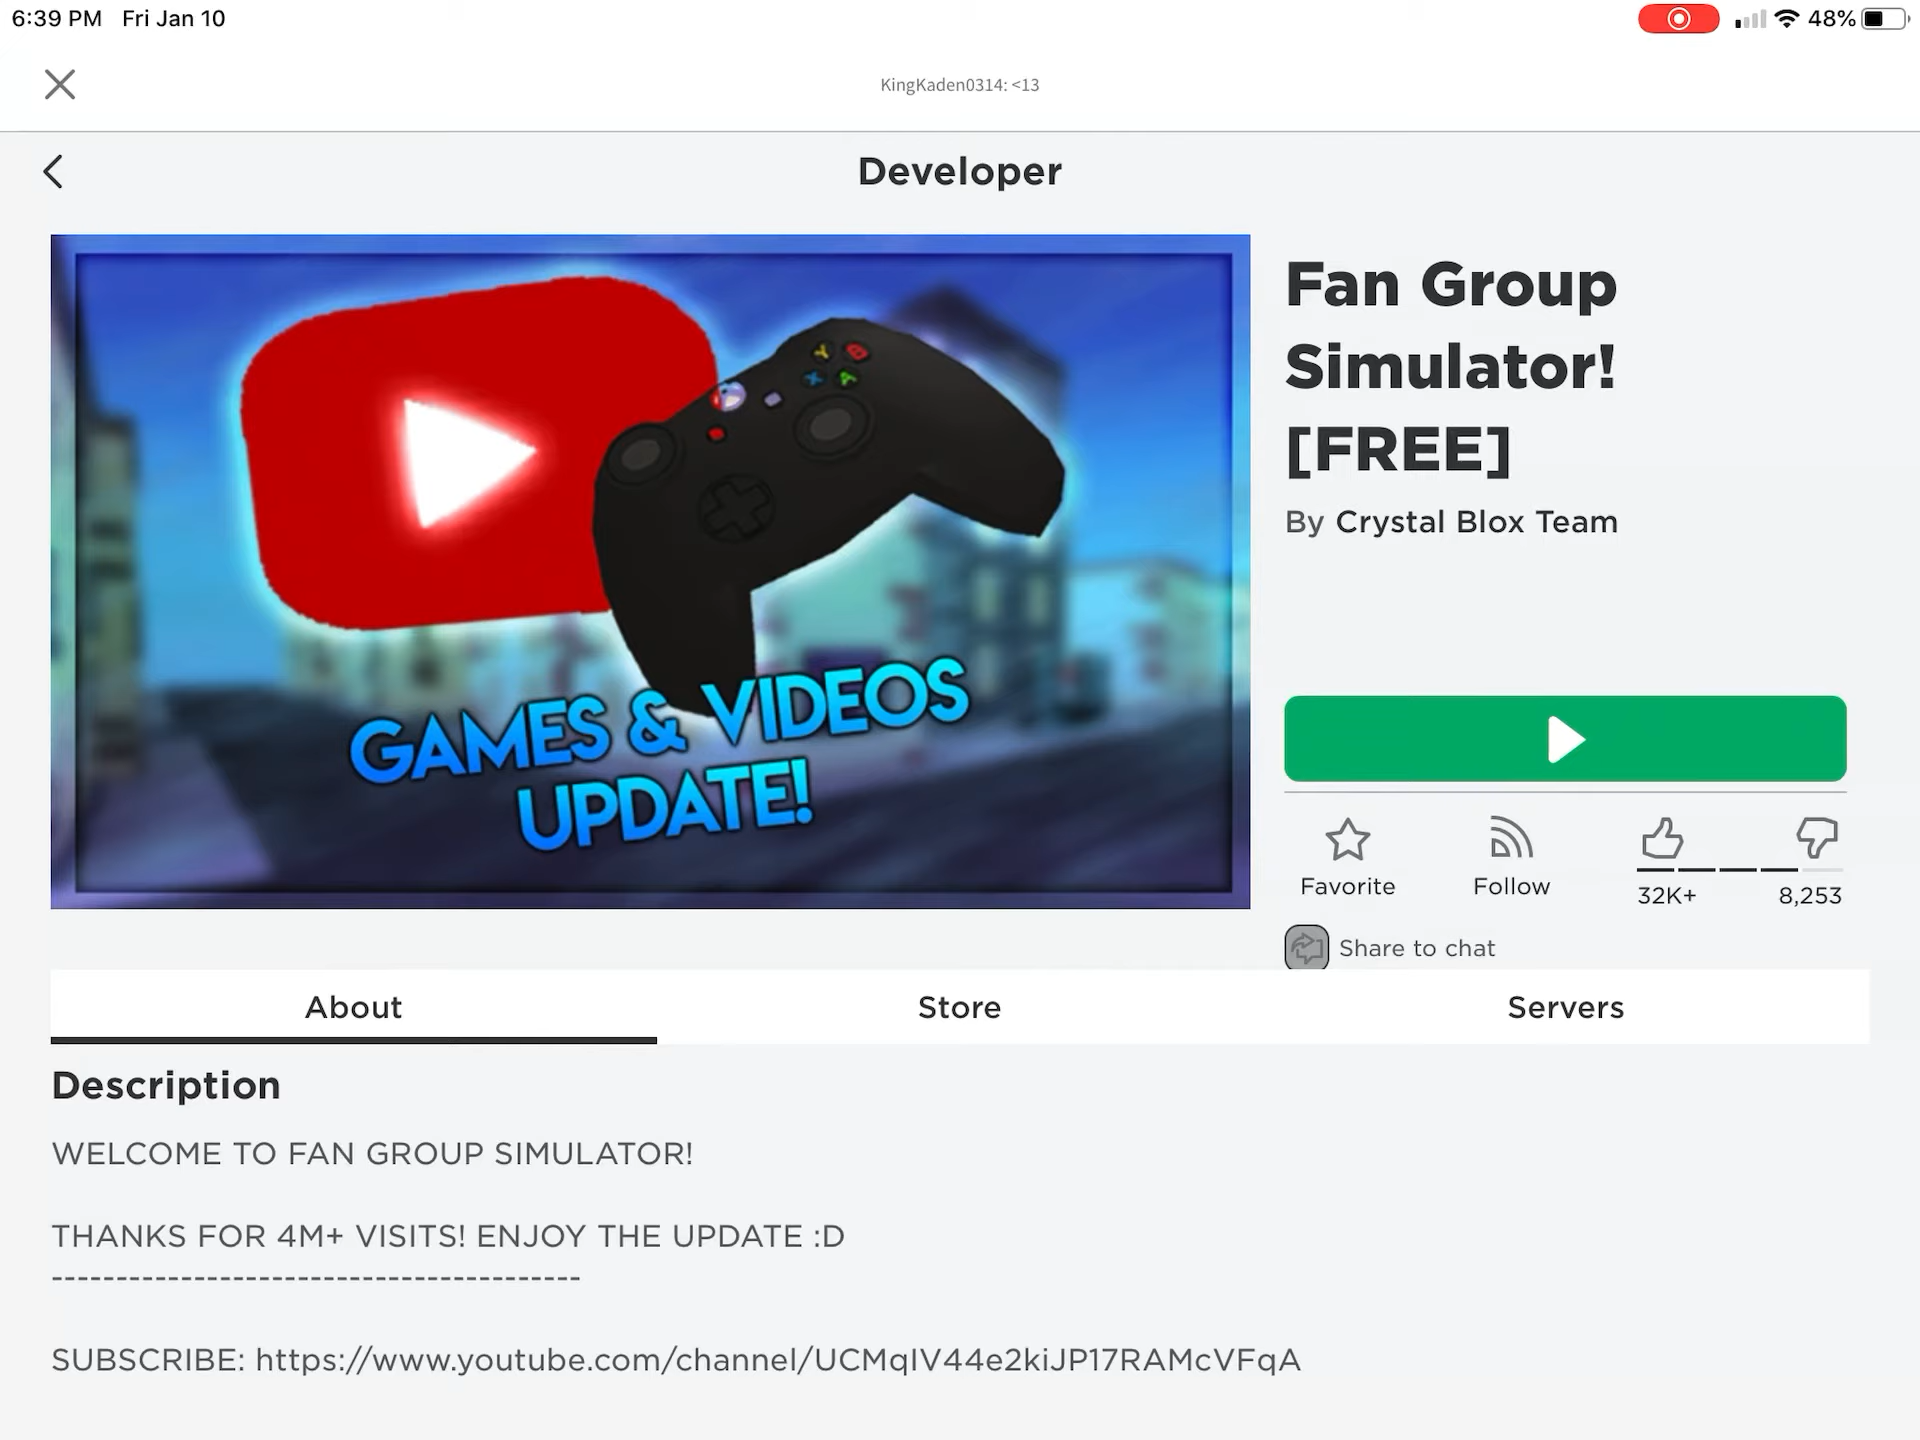 6:39 PM Fri Jan 10
48%
KingKaden0314: <13
Developer
GAMES & VIDEOS
UPDATE!
Fan Group
Simulator!
[FREE]
By Crystal Blox Team
Favorite
Follow
32K+
8,253
Share to chat
About
Store
Servers
Description
WELCOME TO FAN GROUP SIMULATOR!
THANKS FOR 4M+ VISITS! ENJOY THE UPDATE :D
-----------------------------------------
SUBSCRIBE: https://www.youtube.com/channel/UCMqIV44e2kiJP17RAMcVFqA